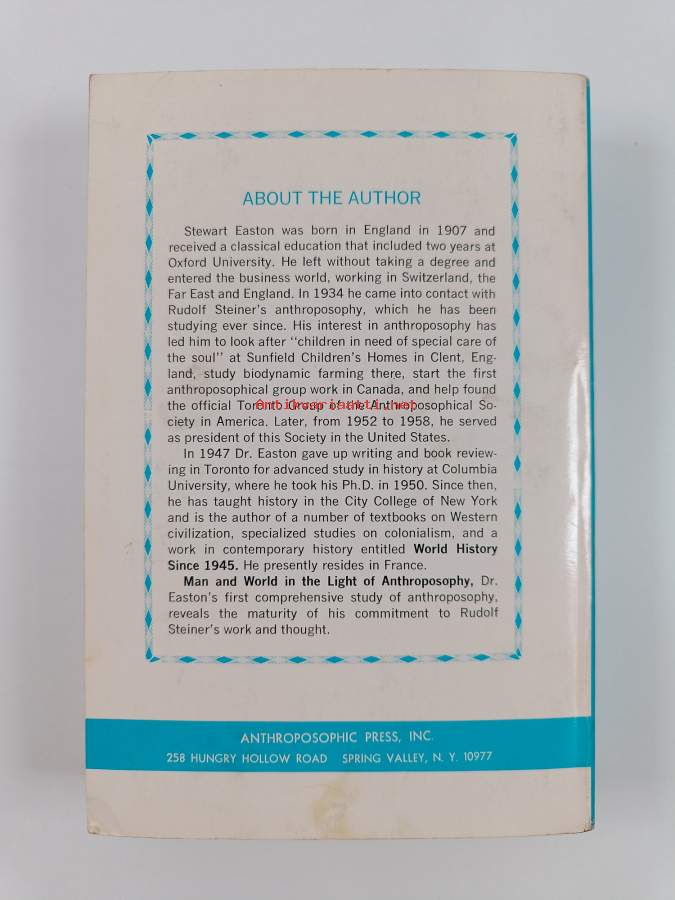 ABOUT THE AUTHOR
Stewart Easton was born in England in 1907 and
received a classical education that included two years at
Oxford University. He left without taking a degree and
entered the business world, working in Switzerland, the
Far East and England. In 1934 he came into contact with
Rudolf Steiner's anthroposophy, which he has been
studying ever since. His interest in anthroposophy has
led him to look after "children in need of special care of
the soul" at Sunfield Children's Homes in Clent, Eng-
land, study biodynamic farming there, start the first
anthroposophical group work in Canada, and help found
the official Toronto Group of the Anthroposophical So-
Antikvariaatti.net
ciety in America. Later, from 1952 to 1958, he served
as president of this Society in the United States.
In 1947 Dr. Easton gave up writing and book review-
ing in Toronto for advanced study in history at Columbia
University, where he took his Ph.D. in 1950. Since then,
he has taught history in the City College of New York
and is the author of a number of textbooks on Western
civilization, specialized studies on colonialism, and a
work in contemporary history entitled World History
Since 1945. He presently resides in France.
Man and World in the Light of Anthroposophy, Dr.
Easton's first comprehensive study of anthroposophy,
reveals the maturity of his commitment to Rudolf
Steiner's work and thought.
ANTHROPOSOPHIC PRESS, INC.
258 HUNGRY HOLLOW ROAD SPRING VALLEY, N. Y. 10977